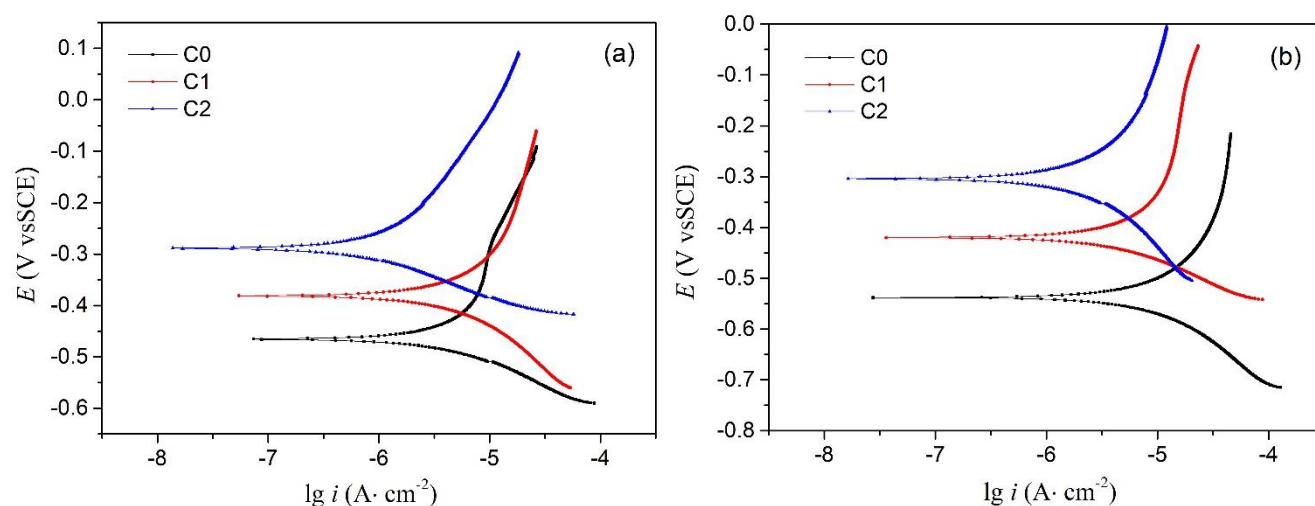 (a)
C0
C1
C2
0.1
0.0
-0.1
-0.2
-0.3
-0.4
-0.5
-0.6
E (V vsSCE)
-8 -7 -6 -5 -4
lg i (A· cm-2)
(b)
C0
C1
C2
0.0
-0.1
-0.2
-0.3
-0.4
-0.5
-0.6
-0.7
-0.8
E (V vsSCE)
-8 -7 -6 -5 -4
lg i (A· cm-2)